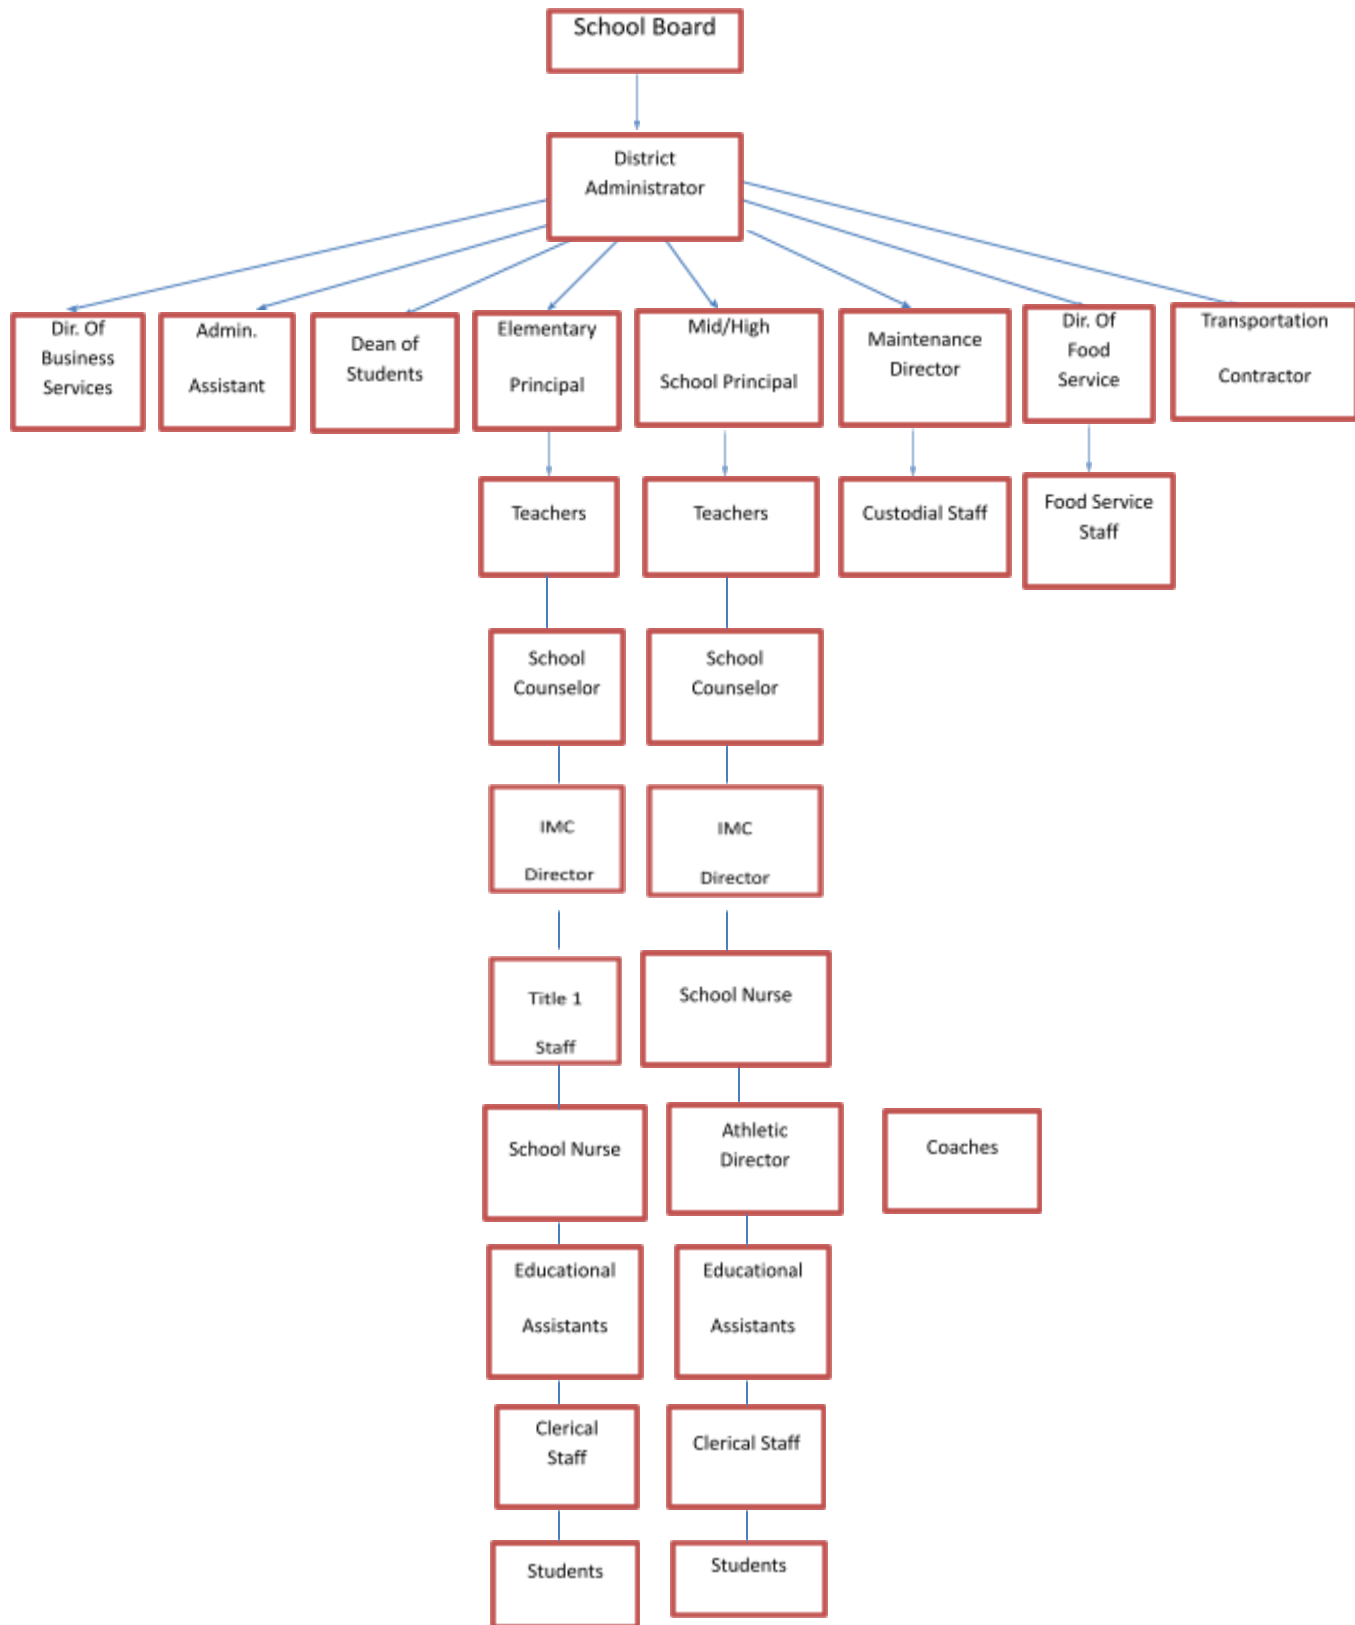 School Board
District
Administrator
Dir. Of
Business
Services
Admin.
Assistant
Dean of
Students
Elementary
Principal
Mid/High
School Principal
Maintenance
Director
Dir. Of
Food
Service
Transportation
Contractor
Teachers
Teachers
Custodial Staff
Food Service
Staff
School
Counselor
School
Counselor
IMC
Director
IMC
Director
Title 1
Staff
School Nurse
School Nurse
Athletic
Director
Coaches
Educational
Assistants
Educational
Assistants
Clerical
Staff
Clerical Staff
Students
Students